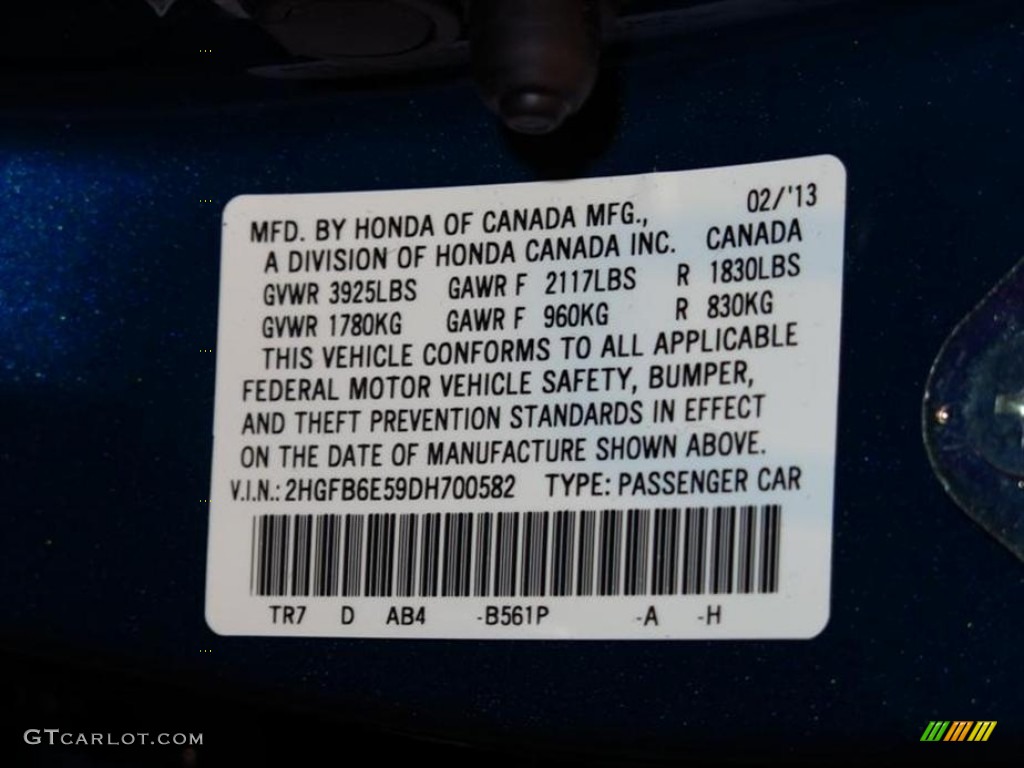 MFD. BY HONDA OF CANADA MFG., 02/'13
A DIVISION OF HONDA CANADA INC. CANADA
GVWR 3925LBS GAWR F 2117LBS R 1830LBS
GVWR 1780KG GAWR F 960KG R 830KG
THIS VEHICLE CONFORMS TO ALL APPLICABLE
FEDERAL MOTOR VEHICLE SAFETY, BUMPER,
AND THEFT PREVENTION STANDARDS IN EFFECT
ON THE DATE OF MANUFACTURE SHOWN ABOVE.
V.I.N.: 2HGFB6E59DH700582 TYPE: PASSENGER CAR
TR7 D AB4 -B561P -A -H
GTCARLOT.COM